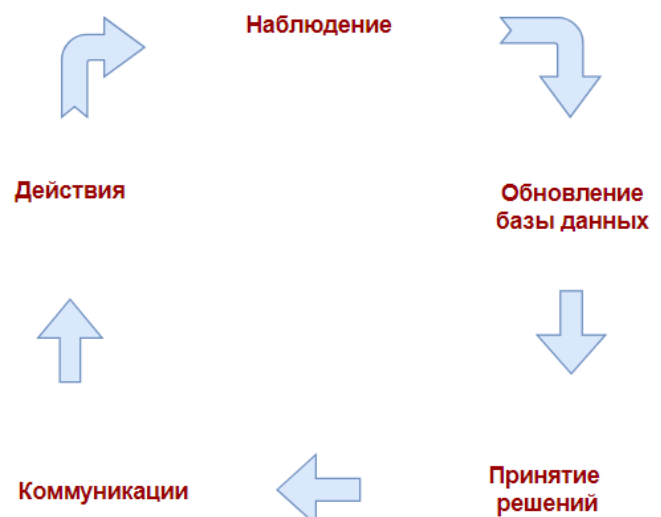 Наблюдение
Действия
Обновление
базы данных
Коммуникации
Принятие
решений